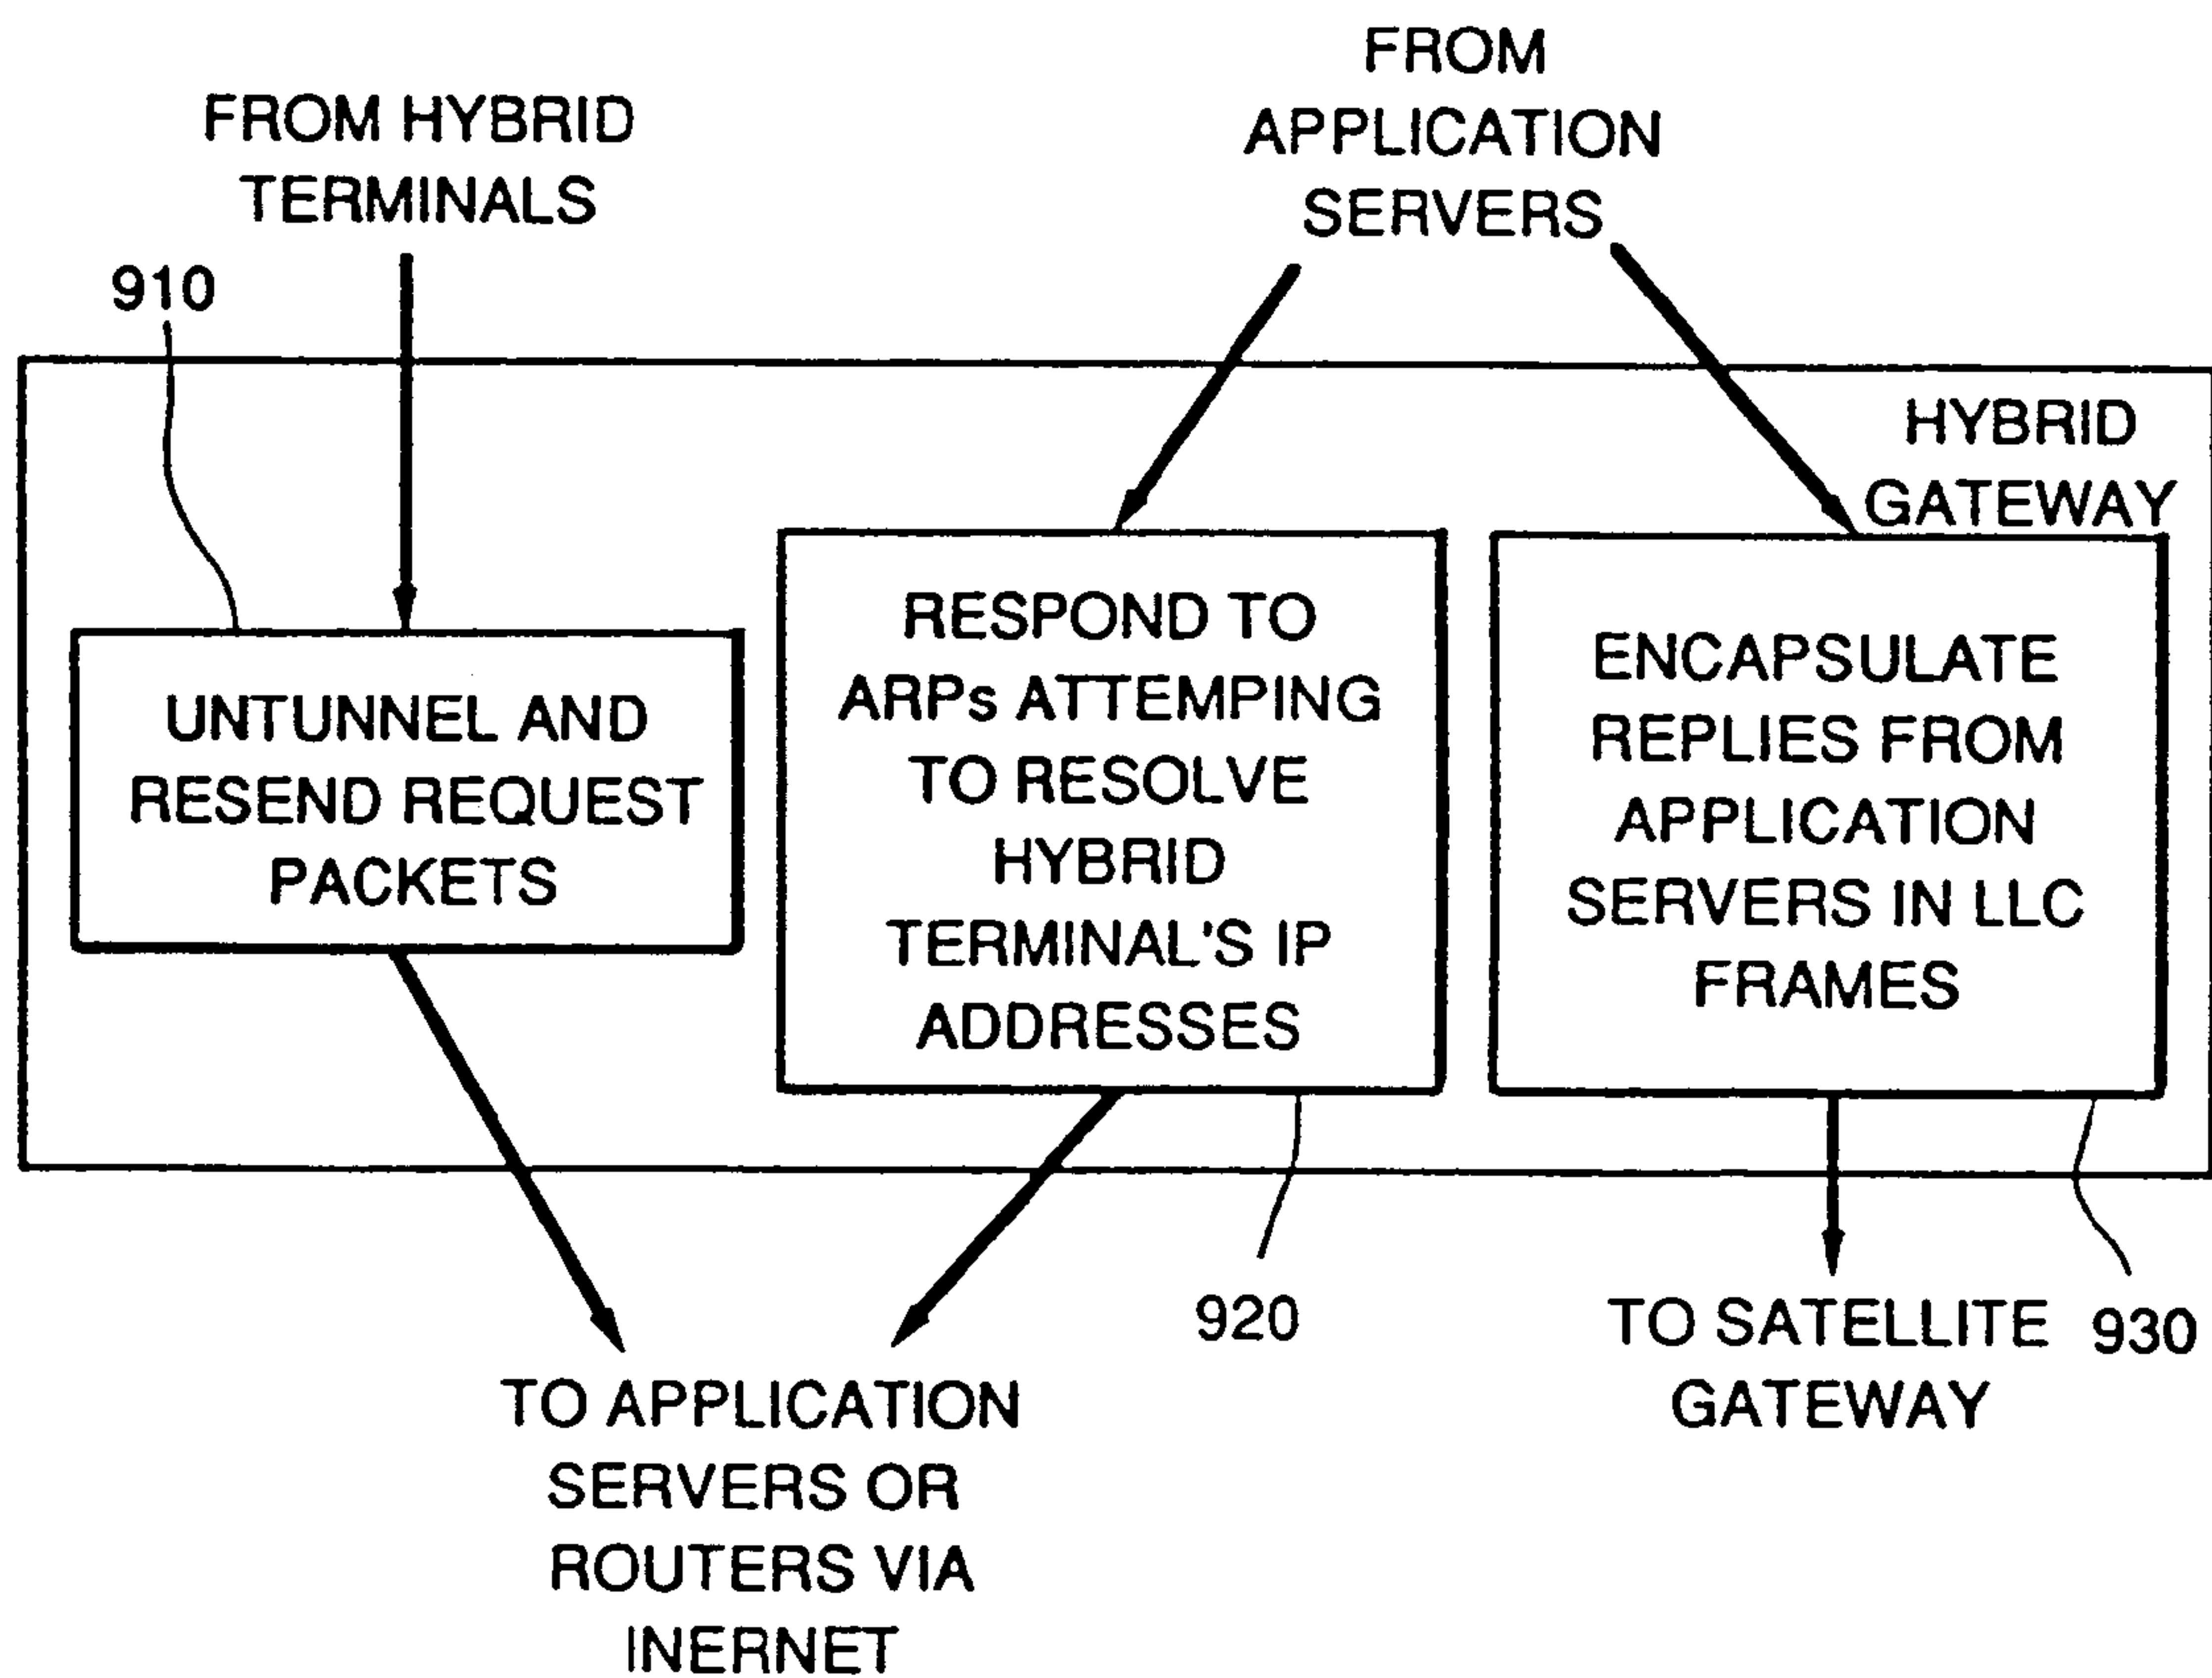 FROM HYBRID
TERMINALS
FROM
APPLICATION
SERVERS
910
HYBRID
GATEWAY
UNTUNNEL AND
RESEND REQUEST
PACKETS
RESPOND TO
ARPs ATTEMPING
TO RESOLVE
HYBRID
TERMINAL'S IP
ADDRESSES
ENCAPSULATE
REPLIES FROM
APPLICATION
SERVERS IN LLC
FRAMES
920
TO SATELLITE
GATEWAY
930
TO APPLICATION
SERVERS OR
ROUTERS VIA
INERNET